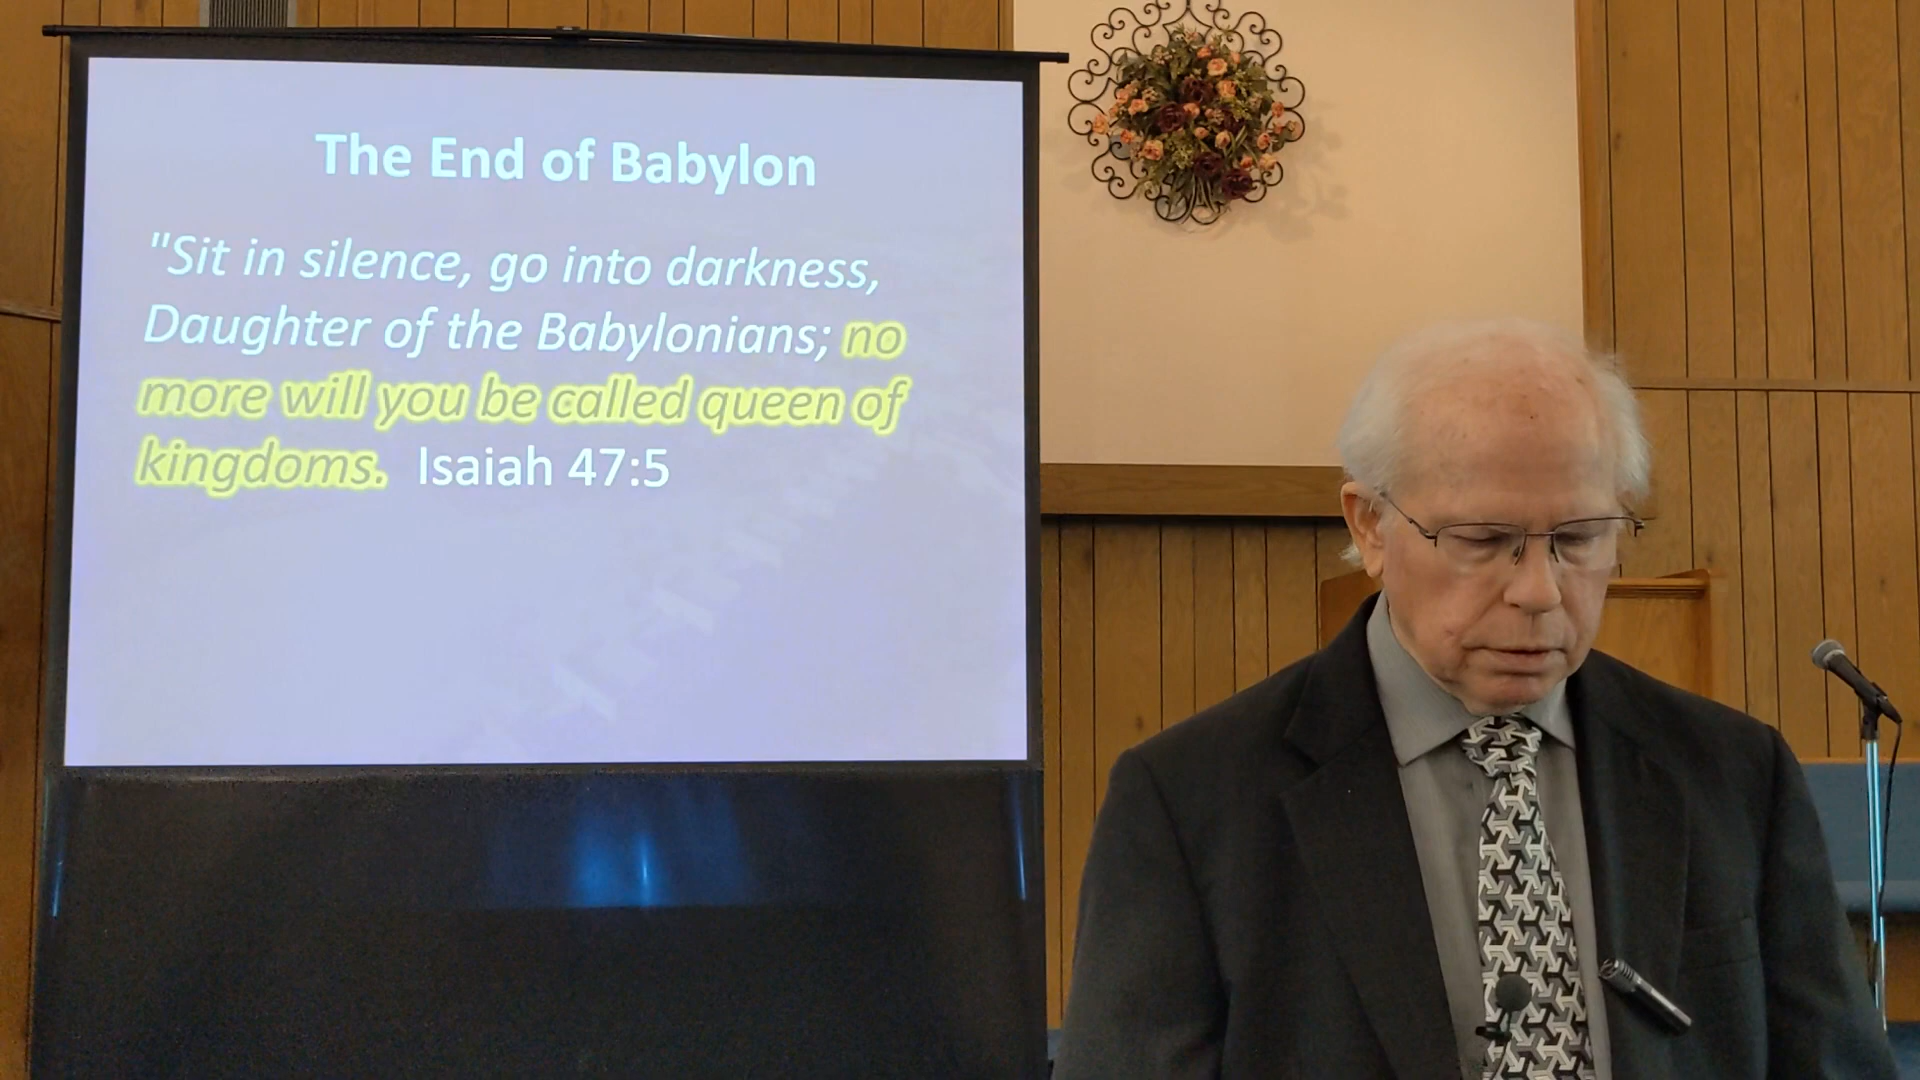 The End of Babylon
"Sit in silence, go into darkness,
Daughter of the Babylonians; no
more will you be called queen of
kingdoms.  Isaiah 47:5